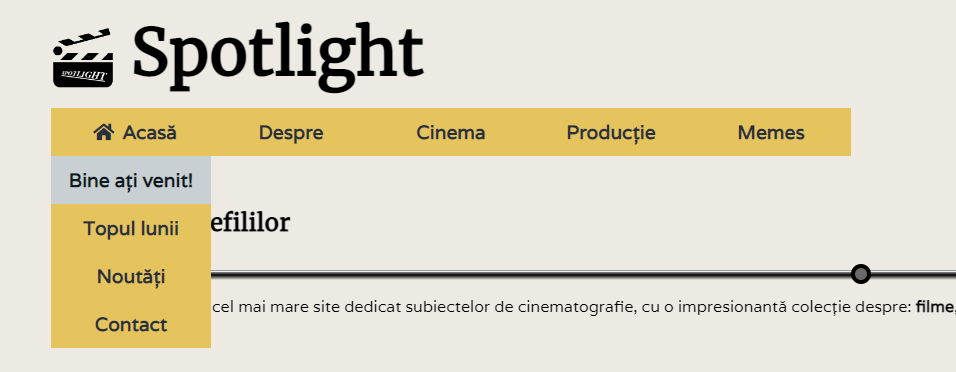 SPOTLIGHT
Spotlight
Acasă Despre Cinema Producție Memes
Bine ați venit!
Topul lunii
efililor
Noutăți
cel mai mare site dedicat subiectelor de cinematografie, cu o impresionantă colecție despre: filme,
Contact